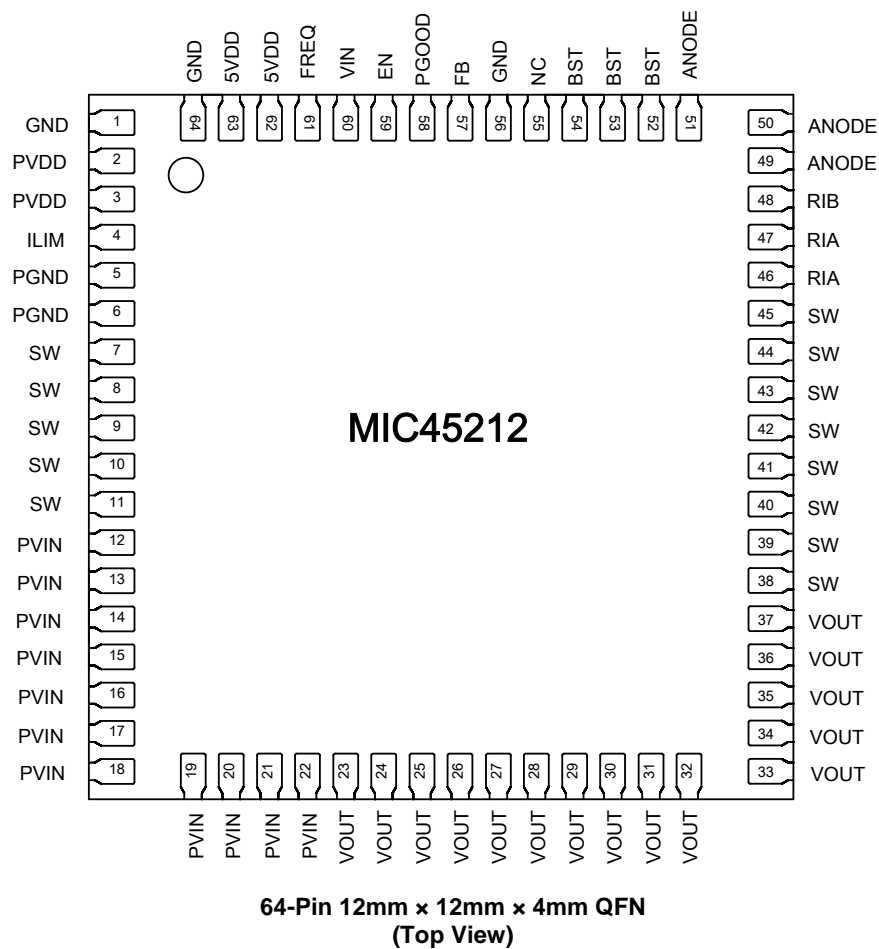 GND 5VDD 5VDD FREQ VIN EN PGOOD FB GND NC BST BST BST ANODE
64 63 62 61 60 59 58 57 56 55 54 53 52 51
GND 1 50 ANODE
PVDD 2 49 ANODE
PVDD 3 48 RIB
ILIM 4 47 RIA
PGND 5 46 RIA
PGND 6 45 SW
SW 7 44 SW
SW 8 43 SW
SW 9 42 SW
MIC45212
SW 10 41 SW
SW 11 40 SW
PVIN 12 39 SW
PVIN 13 38 SW
PVIN 14 37 VOUT
PVIN 15 36 VOUT
PVIN 16 35 VOUT
PVIN 17 34 VOUT
PVIN 18 33 VOUT
19 20 21 22 23 24 25 26 27 28 29 30 31 32
PVIN PVIN PVIN PVIN VOUT VOUT VOUT VOUT VOUT VOUT VOUT VOUT VOUT VOUT
64-Pin 12mm × 12mm × 4mm QFN
(Top View)